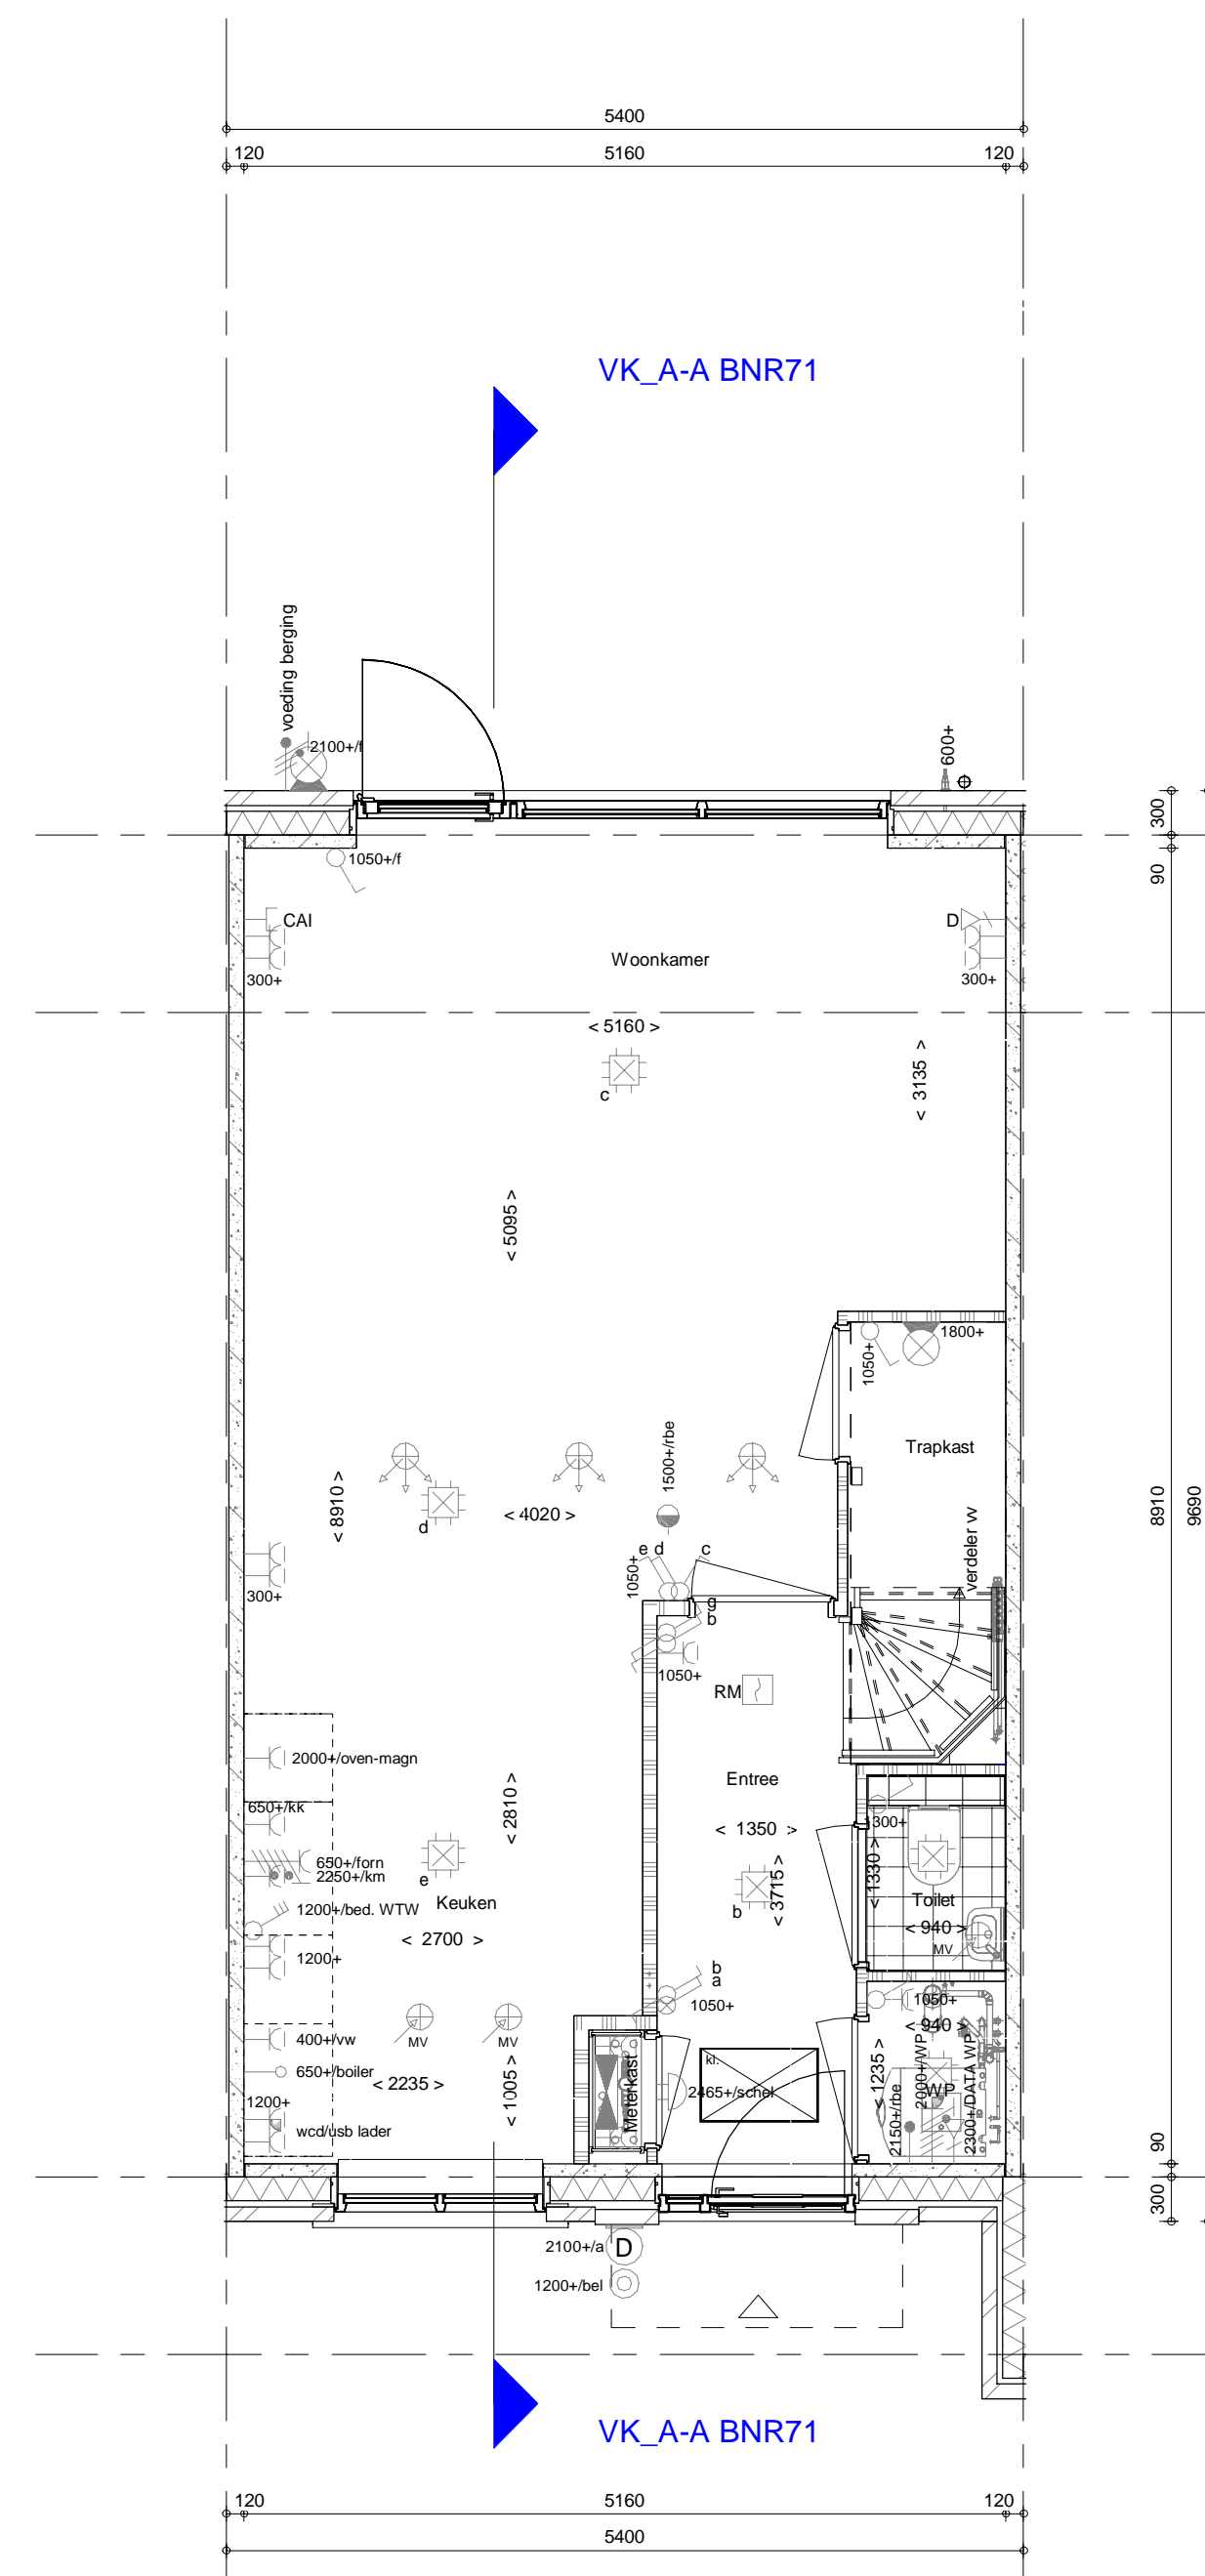 5400
120
5160
120
VK_A-A BNR71
voeding berging
2100+/f
600+
300
90
1050+/f
CAI
D
300+
300+
Woonkamer
< 5160 >
< 3135 >
c
< 5095 >
1800+
1050+
Trapkast
1500+/rbe
< 8910 >
d
< 4020 >
8910
9690
verdeler vv
e d
c
1050+
300+
g
b
1050+
RM
2000+/oven-magn
Entree
650+/kk
< 2810 >
< 1350 >
1300+
650+/forn
2250+/km
e
Keuken
< 3715 >
< 1330 >
b
Toilet
1200+/bed. WTW
< 2700 >
< 940 >
MV
1200+
b
a
1050+
1050+
400+/vw
MV
MV
< 940 >
650+/boiler
< 2235 >
< 1005 >
Meterkast
kl.
2465+/schel
< 1235 >
2000+/WP
WP
2150+/rbe
2300+/DATA WP
1200+
wcd/usb lader
90
300
2100+/a
D
1200+/bel
VK_A-A BNR71
120
5160
120
5400